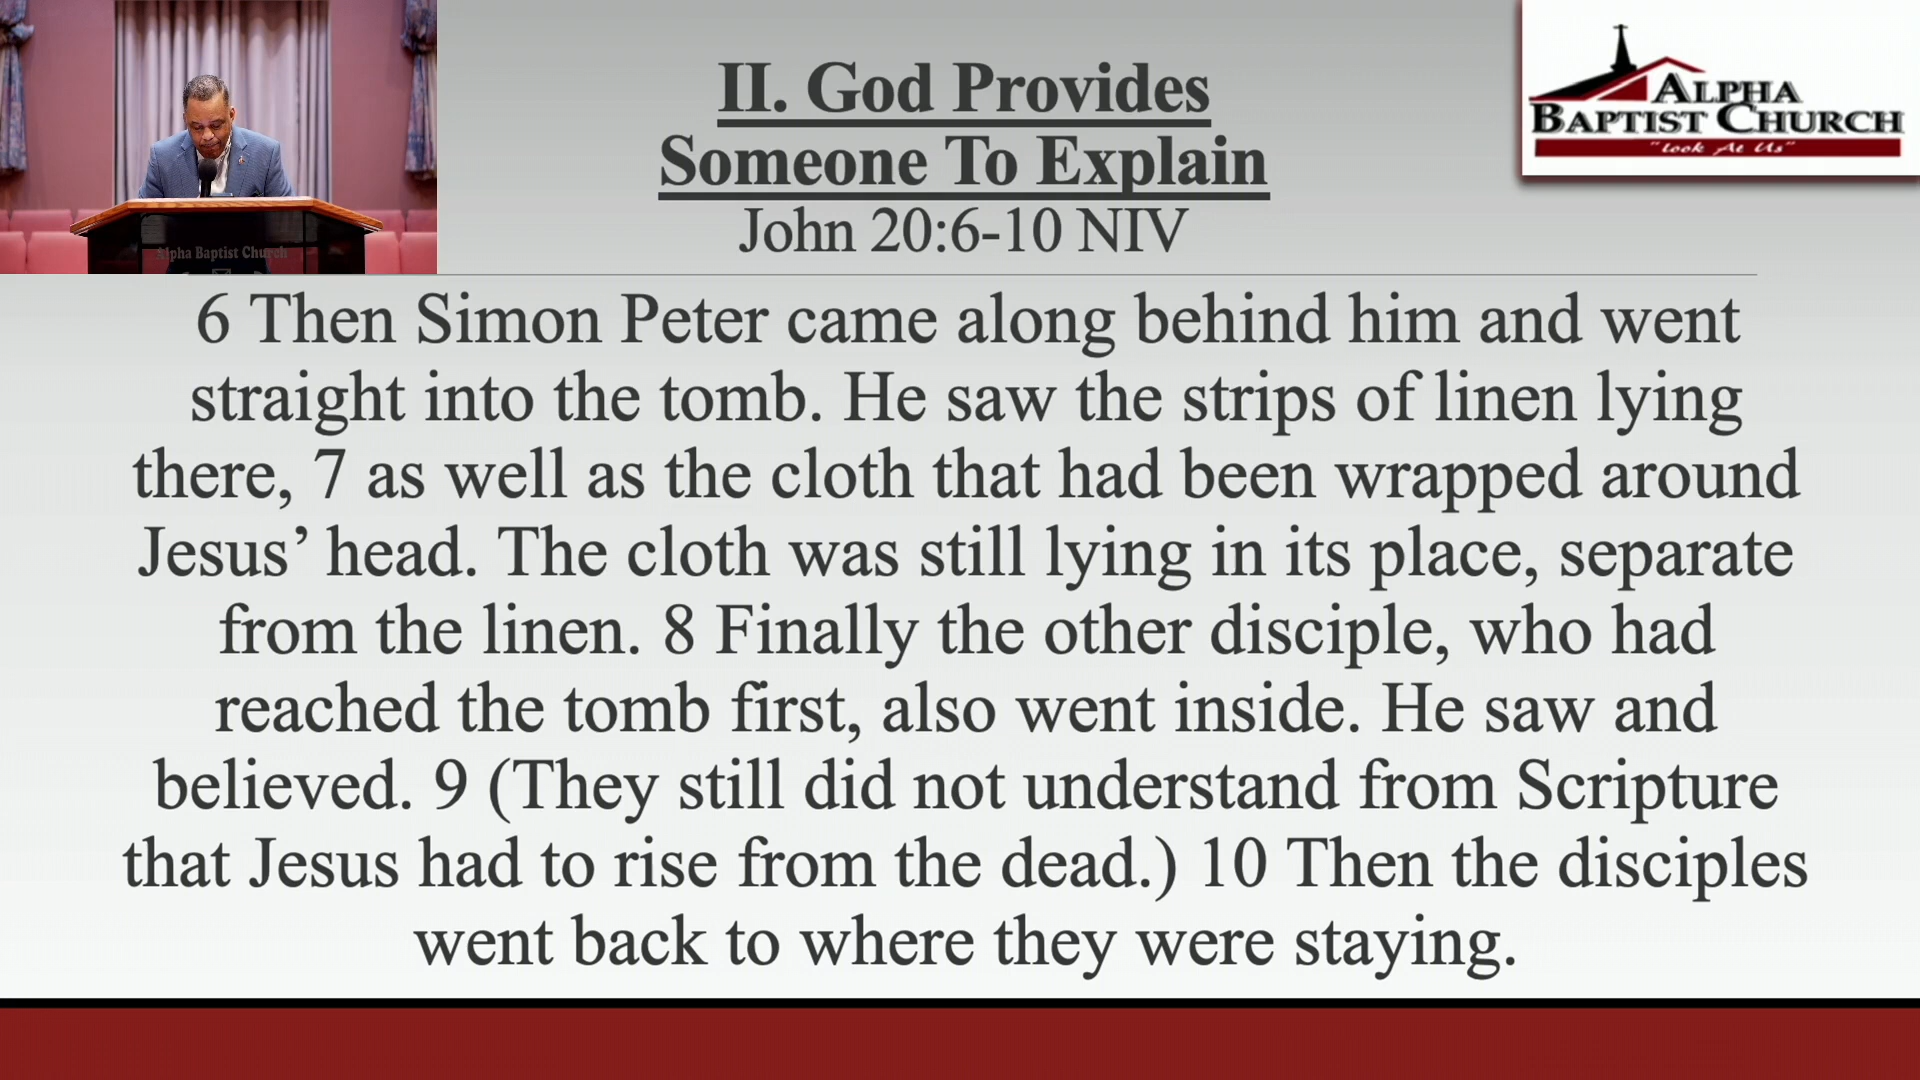 II. God Provides
Someone To Explain
John 20:6-10 NIV
ALPHA
BAPTIST CHURCH
"Look At Us"
Alpha Baptist Church
6 Then Simon Peter came along behind him and went
straight into the tomb. He saw the strips of linen lying
there, 7 as well as the cloth that had been wrapped around
Jesus’ head. The cloth was still lying in its place, separate
from the linen. 8 Finally the other disciple, who had
reached the tomb first, also went inside. He saw and
believed. 9 (They still did not understand from Scripture
that Jesus had to rise from the dead.) 10 Then the disciples
went back to where they were staying.